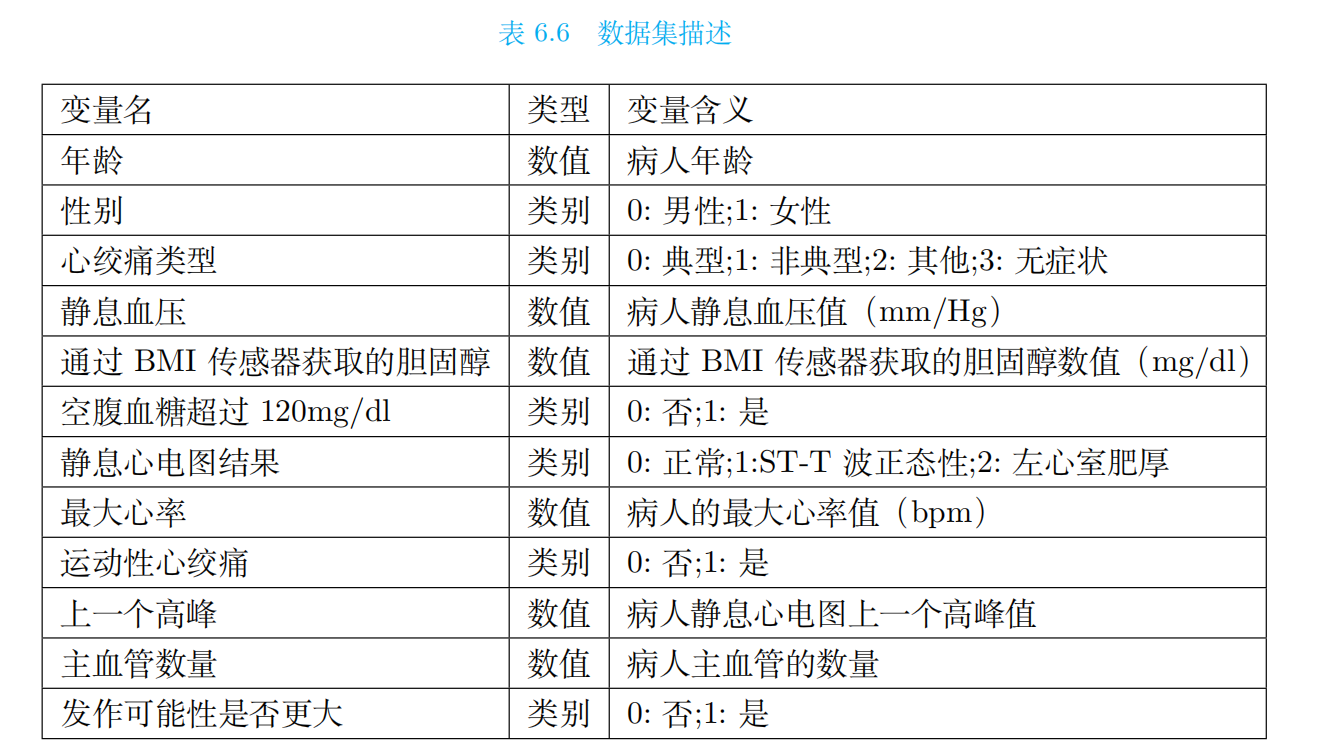 表 6.6 数据集描述
变量名 类型 变量含义
年龄 数值 病人年龄
性别 类别 0: 男性;1: 女性
心绞痛类型 类别 0: 典型;1: 非典型;2: 其他;3: 无症状
静息血压 数值 病人静息血压值（mm/Hg）
通过 BMI 传感器获取的胆固醇 数值 通过 BMI 传感器获取的胆固醇数值（mg/dl）
空腹血糖超过 120mg/dl 类别 0: 否;1: 是
静息心电图结果 类别 0: 正常;1:ST-T 波正态性;2: 左心室肥厚
最大心率 数值 病人的最大心率值（bpm）
运动性心绞痛 类别 0: 否;1: 是
上一个高峰 数值 病人静息心电图上一个高峰值
主血管数量 数值 病人主血管的数量
发作可能性是否更大 类别 0: 否;1: 是